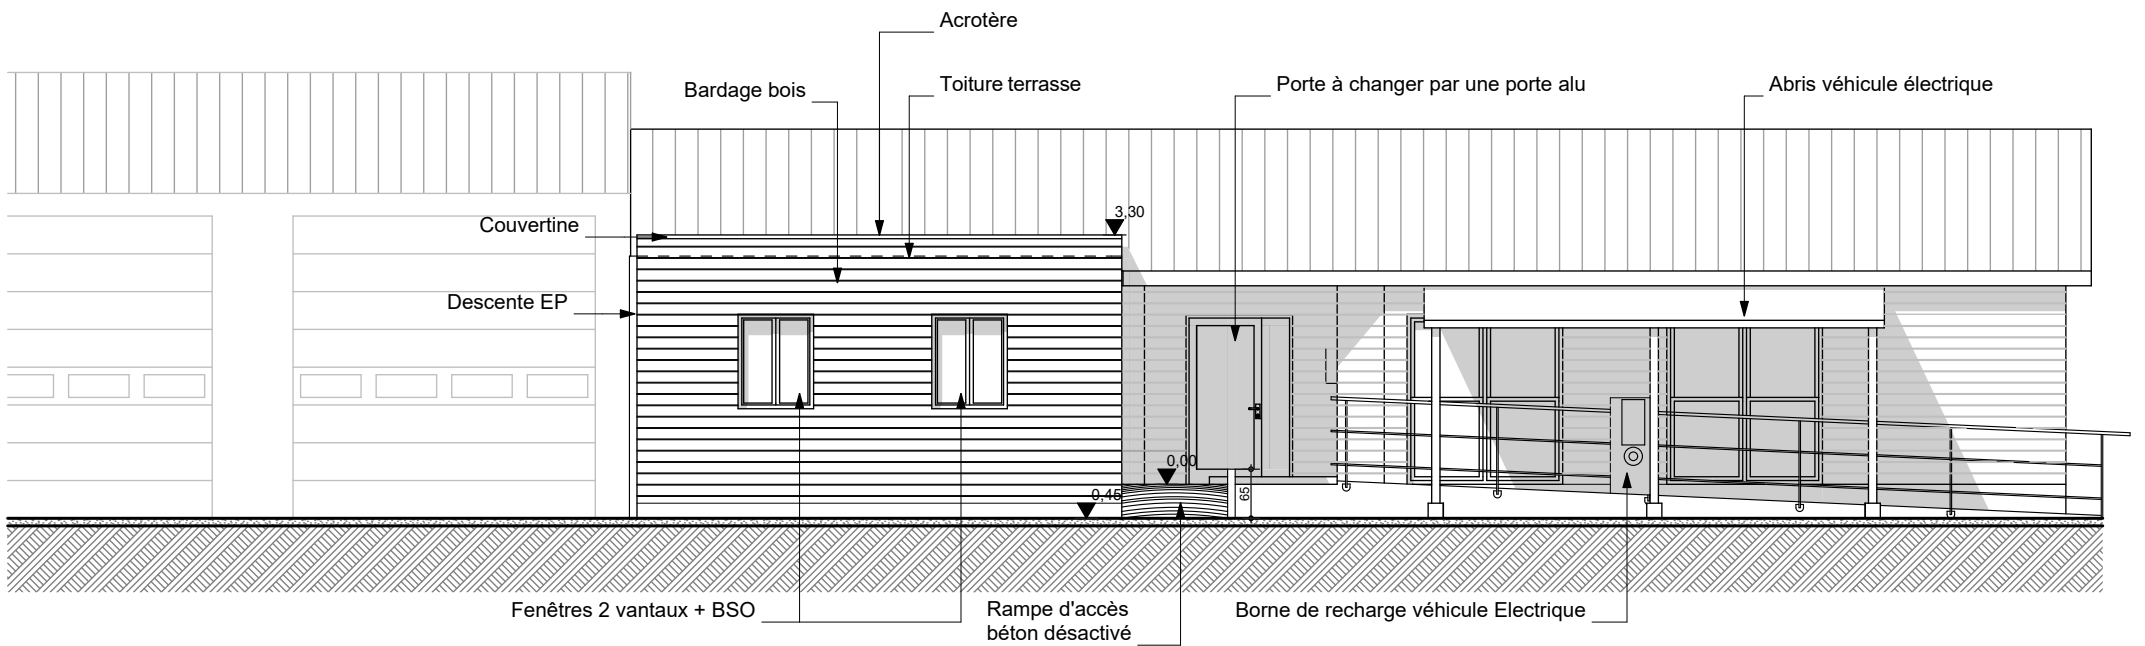 Acrotère
Bardage bois
Toiture terrasse
Porte à changer par une porte alu
Abris véhicule électrique
3,30
Couvertine
Descente EP
0,00
0,45
65
Fenêtres 2 vantaux + BSO
Rampe d'accès
béton désactivé
Borne de recharge véhicule Electrique